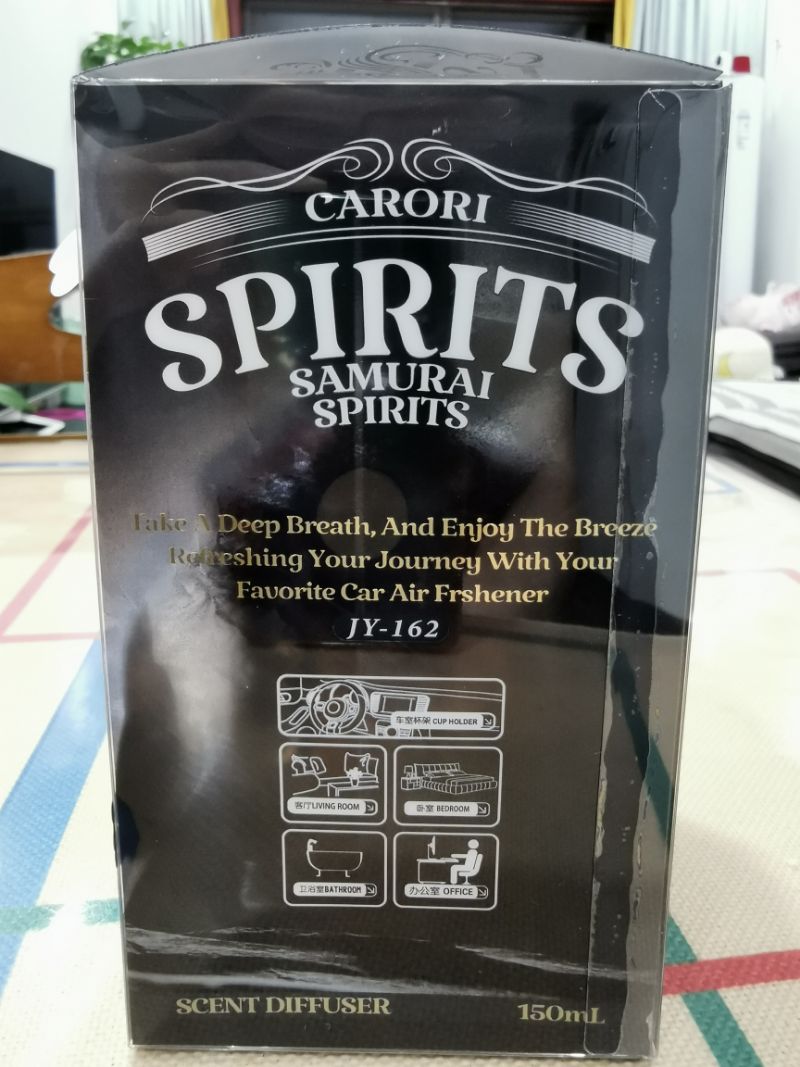 CARORI
SPIRITS
SAMURAI
SPIRITS
Take A Deep Breath, And Enjoy The Breeze
Refreshing Your Journey With Your
Favorite Car Air Frshener
JY-162
车室杯架 CUP HOLDER
客厅LIVING ROOM
卧室 BEDROOM
卫浴室BATHROOM
办公室 OFFICE
SCENT DIFFUSER
150mL